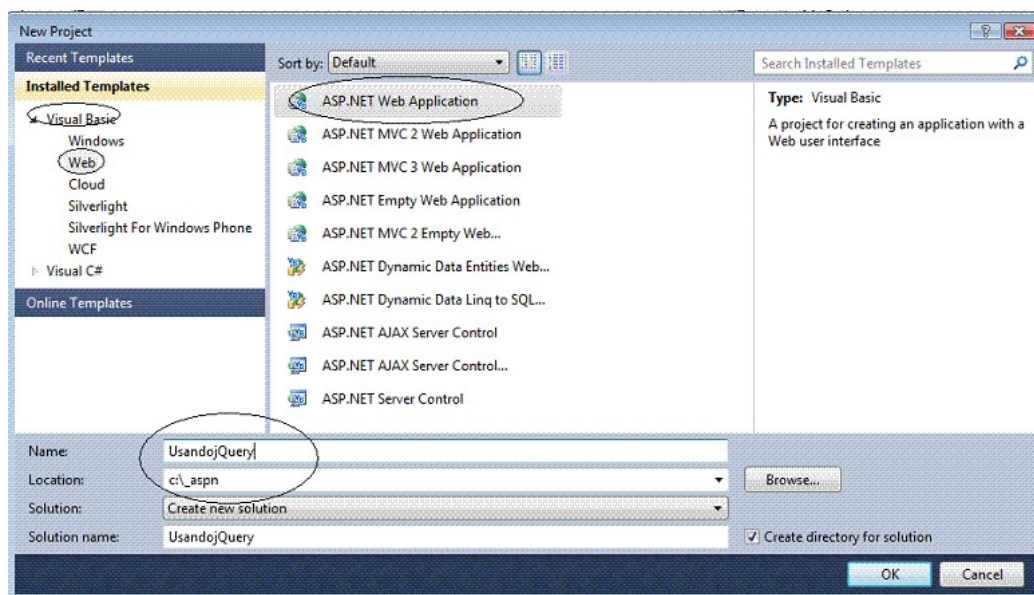 New Project
Recent Templates
Installed Templates
Visual Basic
Windows
Web
Cloud
Silverlight
Silverlight For Windows Phone
WCF
Visual C#
Online Templates
Sort by: Default
ASP.NET Web Application
ASP.NET MVC 2 Web Application
ASP.NET MVC 3 Web Application
ASP.NET Empty Web Application
ASP.NET MVC 2 Empty Web...
ASP.NET Dynamic Data Entities Web...
ASP.NET Dynamic Data Linq to SQL...
ASP.NET AJAX Server Control
ASP.NET AJAX Server Control...
ASP.NET Server Control
Search Installed Templates
Type: Visual Basic
A project for creating an application with a
Web user interface
Name: UsandojQuery
Location: c:\_aspn
Browse...
Solution: Create new solution
Solution name: UsandojQuery
Create directory for solution
OK Cancel